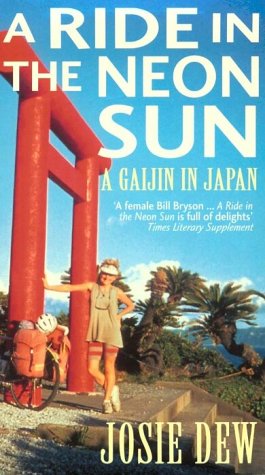 A RIDE IN
THE NEON
SUN
A GAIJIN IN JAPAN
'A female Bill Bryson ... A Ride in
the Neon Sun is full of delights'
Times Literary Supplement
JOSIE DEW